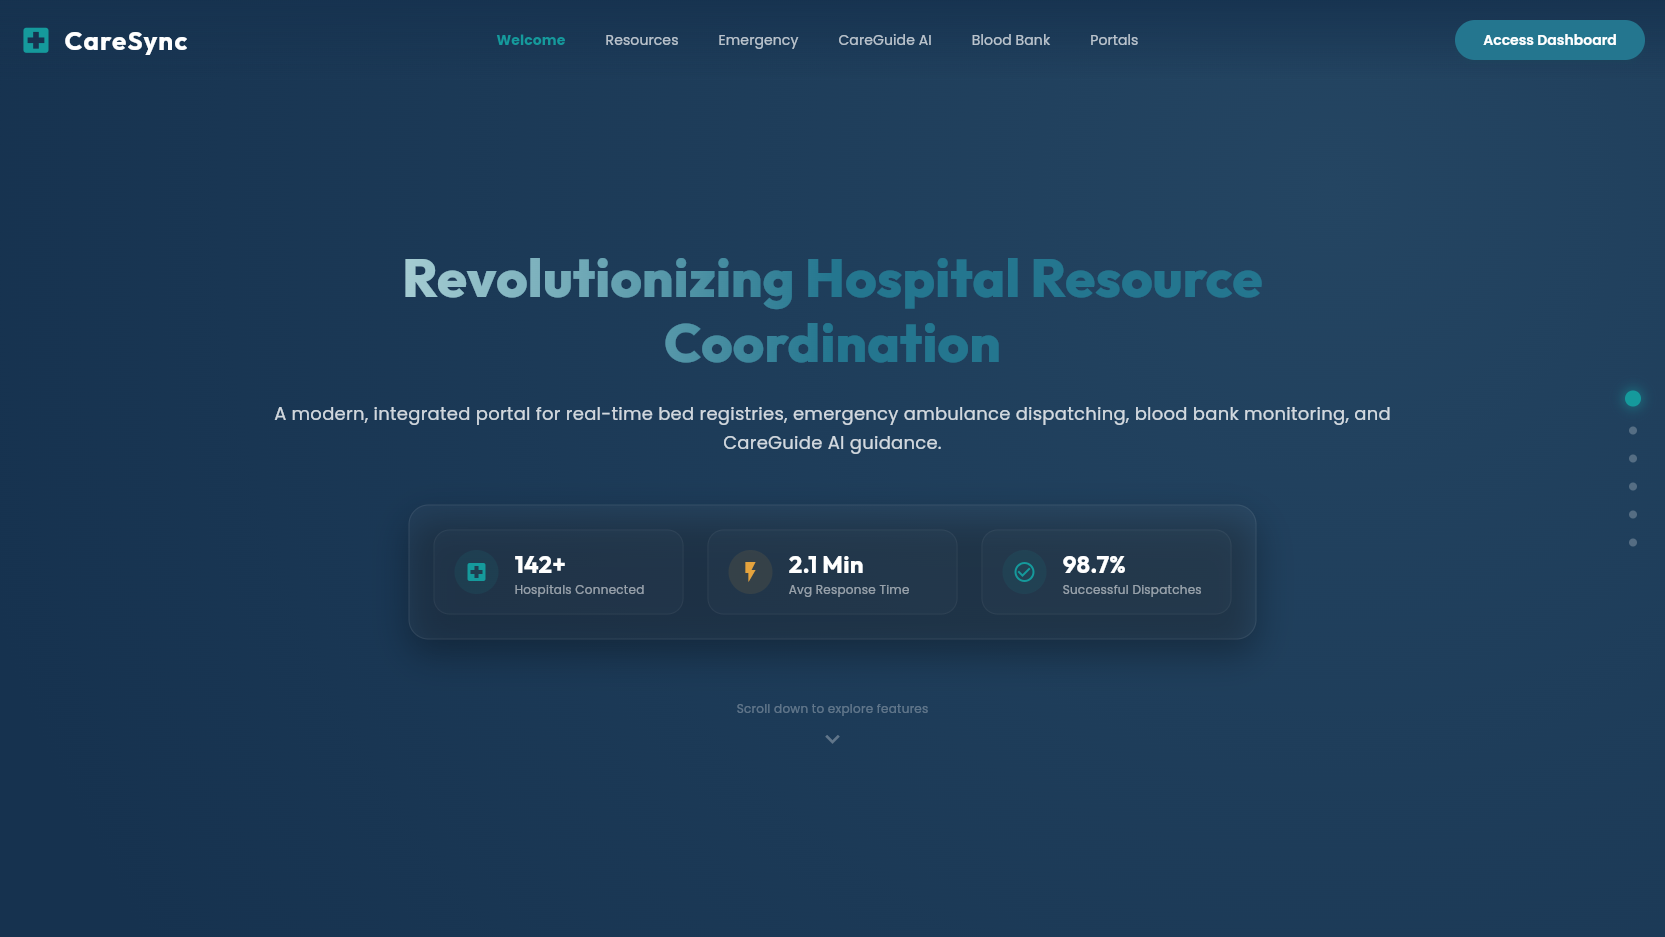 CareSync
Welcome
Resources
Emergency
CareGuide AI
Blood Bank
Portals
Access Dashboard
Revolutionizing Hospital Resource
Coordination
A modern, integrated portal for real-time bed registries, emergency ambulance dispatching, blood bank monitoring, and
CareGuide AI guidance.
142+
Hospitals Connected
2.1 Min
Avg Response Time
98.7%
Successful Dispatches
Scroll down to explore features